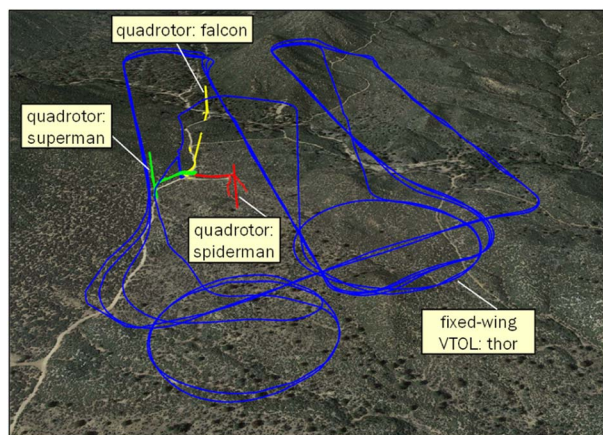 quadrotor: falcon
quadrotor:
superman
quadrotor:
spiderman
fixed-wing
VTOL: thor